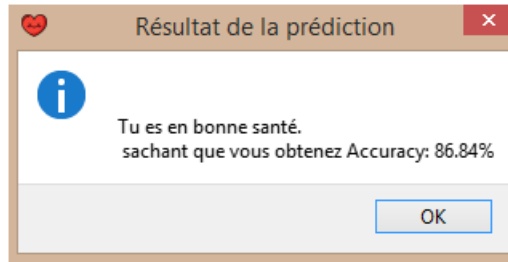 Résultat de la prédiction
Tu es en bonne santé.
sachant que vous obtenez Accuracy: 86.84%
OK